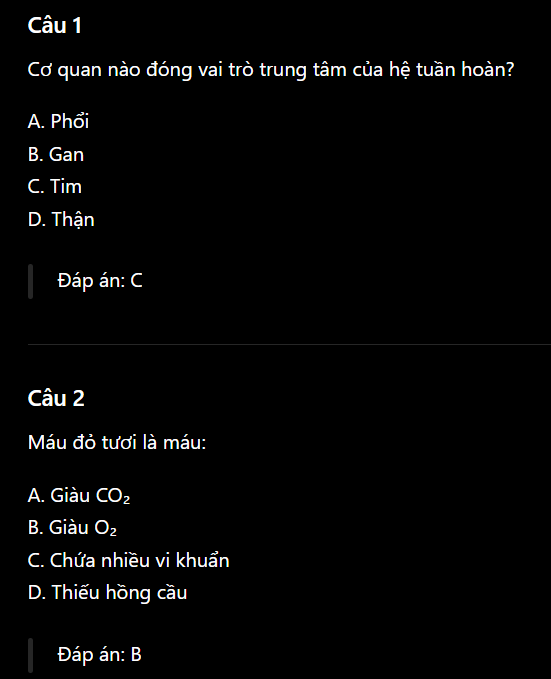 Câu 1
Cơ quan nào đóng vai trò trung tâm của hệ tuần hoàn?
A. Phổi
B. Gan
C. Tim
D. Thận
Đáp án: C
Câu 2
Máu đỏ tươi là máu:
A. Giàu CO₂
B. Giàu O₂
C. Chứa nhiều vi khuẩn
D. Thiếu hồng cầu
Đáp án: B